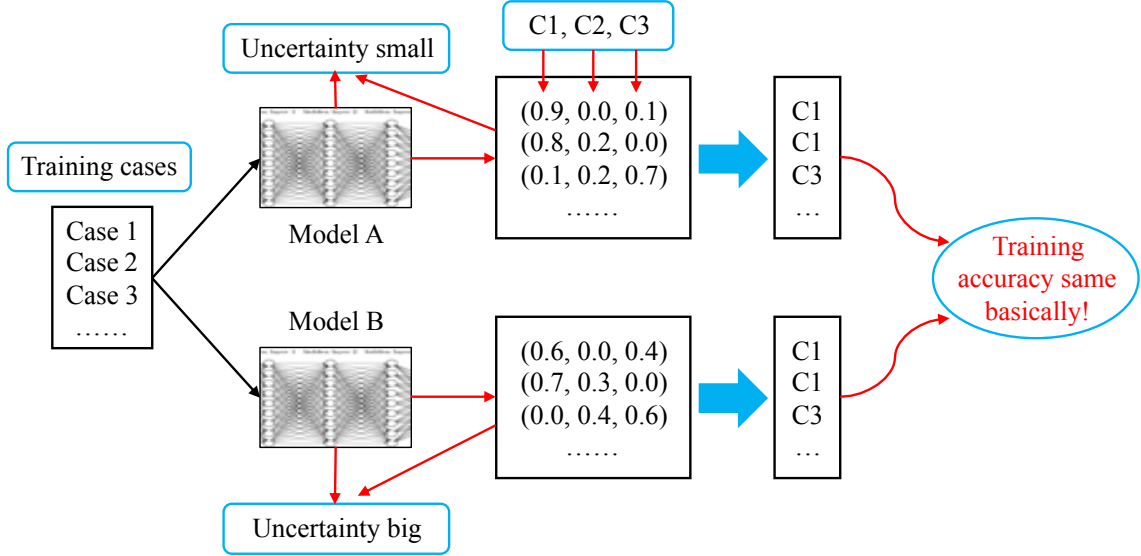 Training cases
Case 1
Case 2
Case 3
……
Uncertainty small
Model A
C1, C2, C3
(0.9, 0.0, 0.1)
(0.8, 0.2, 0.0)
(0.1, 0.2, 0.7)
……
C1
C1
C3
…
Model B
Uncertainty big
(0.6, 0.0, 0.4)
(0.7, 0.3, 0.0)
(0.0, 0.4, 0.6)
……
C1
C1
C3
…
Training
accuracy same
basically!